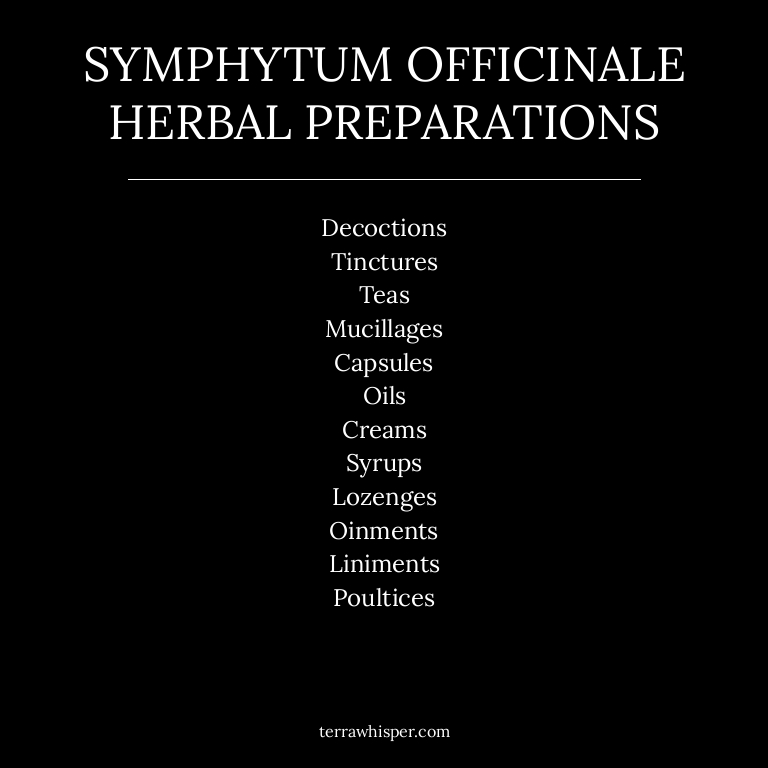 SYMPHYTUM OFFICINALE
HERBAL PREPARATIONS
Decoctions
Tinctures
Teas
Mucillages
Capsules
Oils
Creams
Syrups
Lozenges
Oinments
Liniments
Poultices
terrawhisper.com